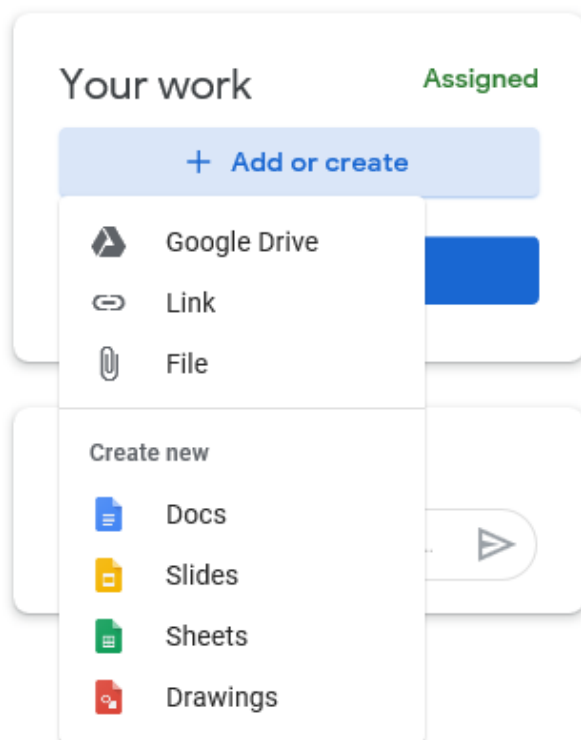 Your work
Assigned
+ Add or create
Google Drive
Link
File
Create new
Docs
..
Slides
Sheets
Drawings